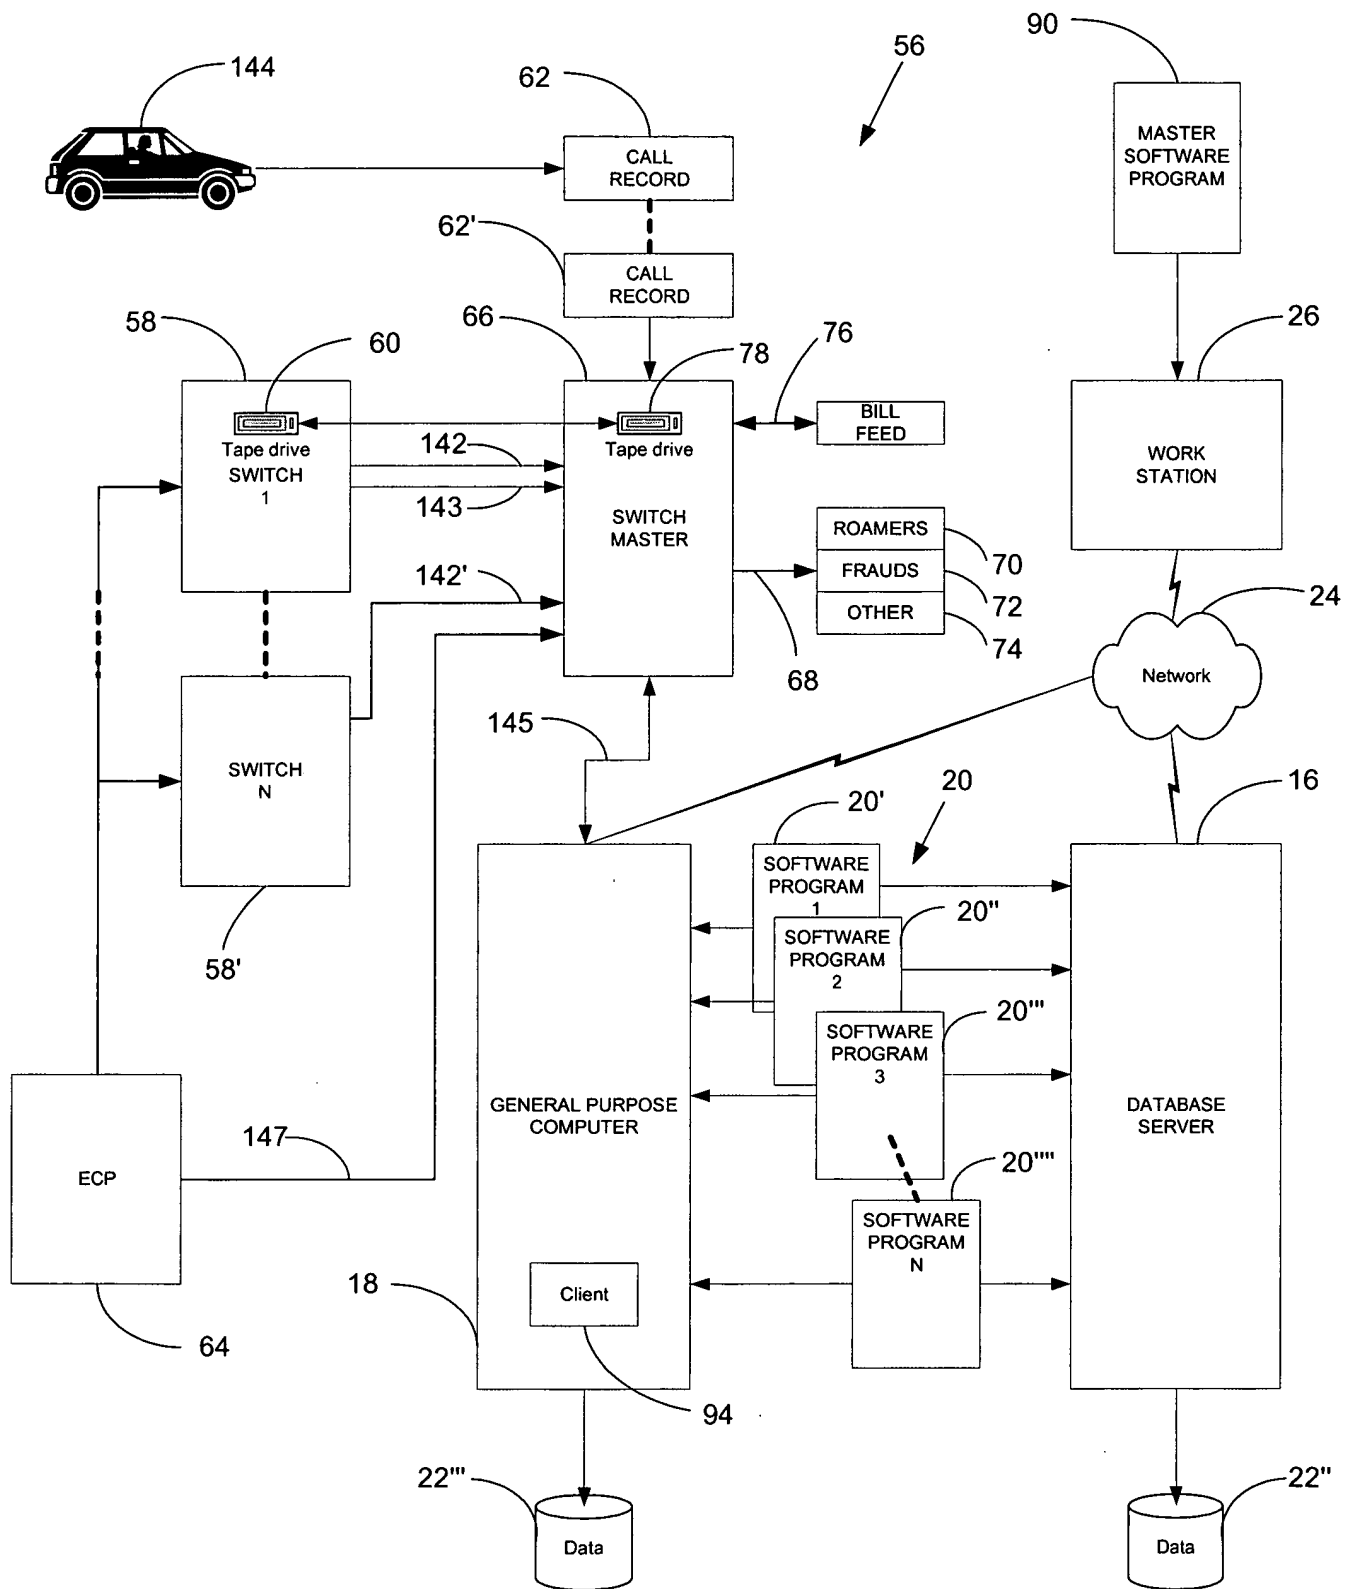 90
56
144
62
MASTER
SOFTWARE
PROGRAM
CALL
RECORD
62'
CALL
RECORD
58
66
60
78
76
26
Tape drive
SWITCH
1
Tape drive
BILL
FEED
142
143
WORK
STATION
SWITCH
MASTER
ROAMERS
FRAUDS
OTHER
70
72
74
142'
68
24
Network
145
SWITCH
N
58'
20'
20
16
SOFTWARE
PROGRAM
1
20''
SOFTWARE
PROGRAM
2
20'''
SOFTWARE
PROGRAM
3
GENERAL PURPOSE
COMPUTER
DATABASE
SERVER
147
ECP
20''''
SOFTWARE
PROGRAM
N
18
Client
64
94
22'''
Data
22''
Data